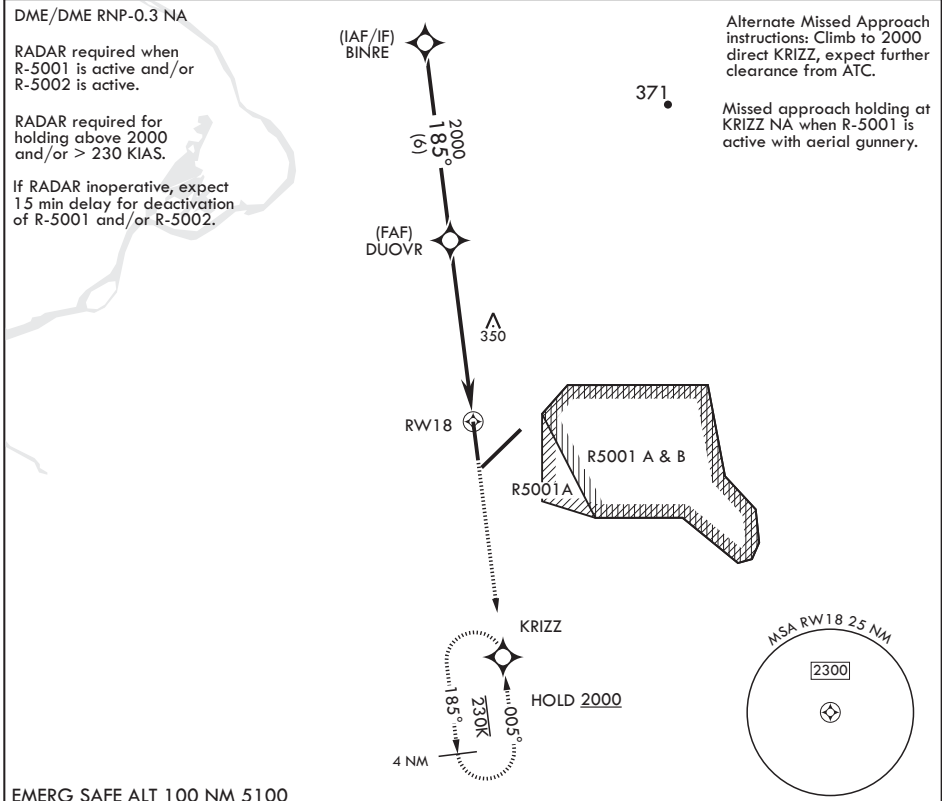 DME/DME RNP-0.3 NA
RADAR required when
R-5001 is active and/or
R-5002 is active.
RADAR required for
holding above 2000
and/or > 230 KIAS.
If RADAR inoperative, expect
15 min delay for deactivation
of R-5001 and/or R-5002.
(IAF/IF)
BINRE
2000
185°
(6)
(FAF)
DUOVR
350
371
Alternate Missed Approach
instructions: Climb to 2000
direct KRIZZ, expect further
clearance from ATC.
Missed approach holding at
KRIZZ NA when R-5001 is
active with aerial gunnery.
RW18
R5001 A & B
R5001A
KRIZZ
HOLD 2000
185°
230K
005°
4 NM
MSA RW18 25 NM
2300
EMERG SAFE ALT 100 NM 5100